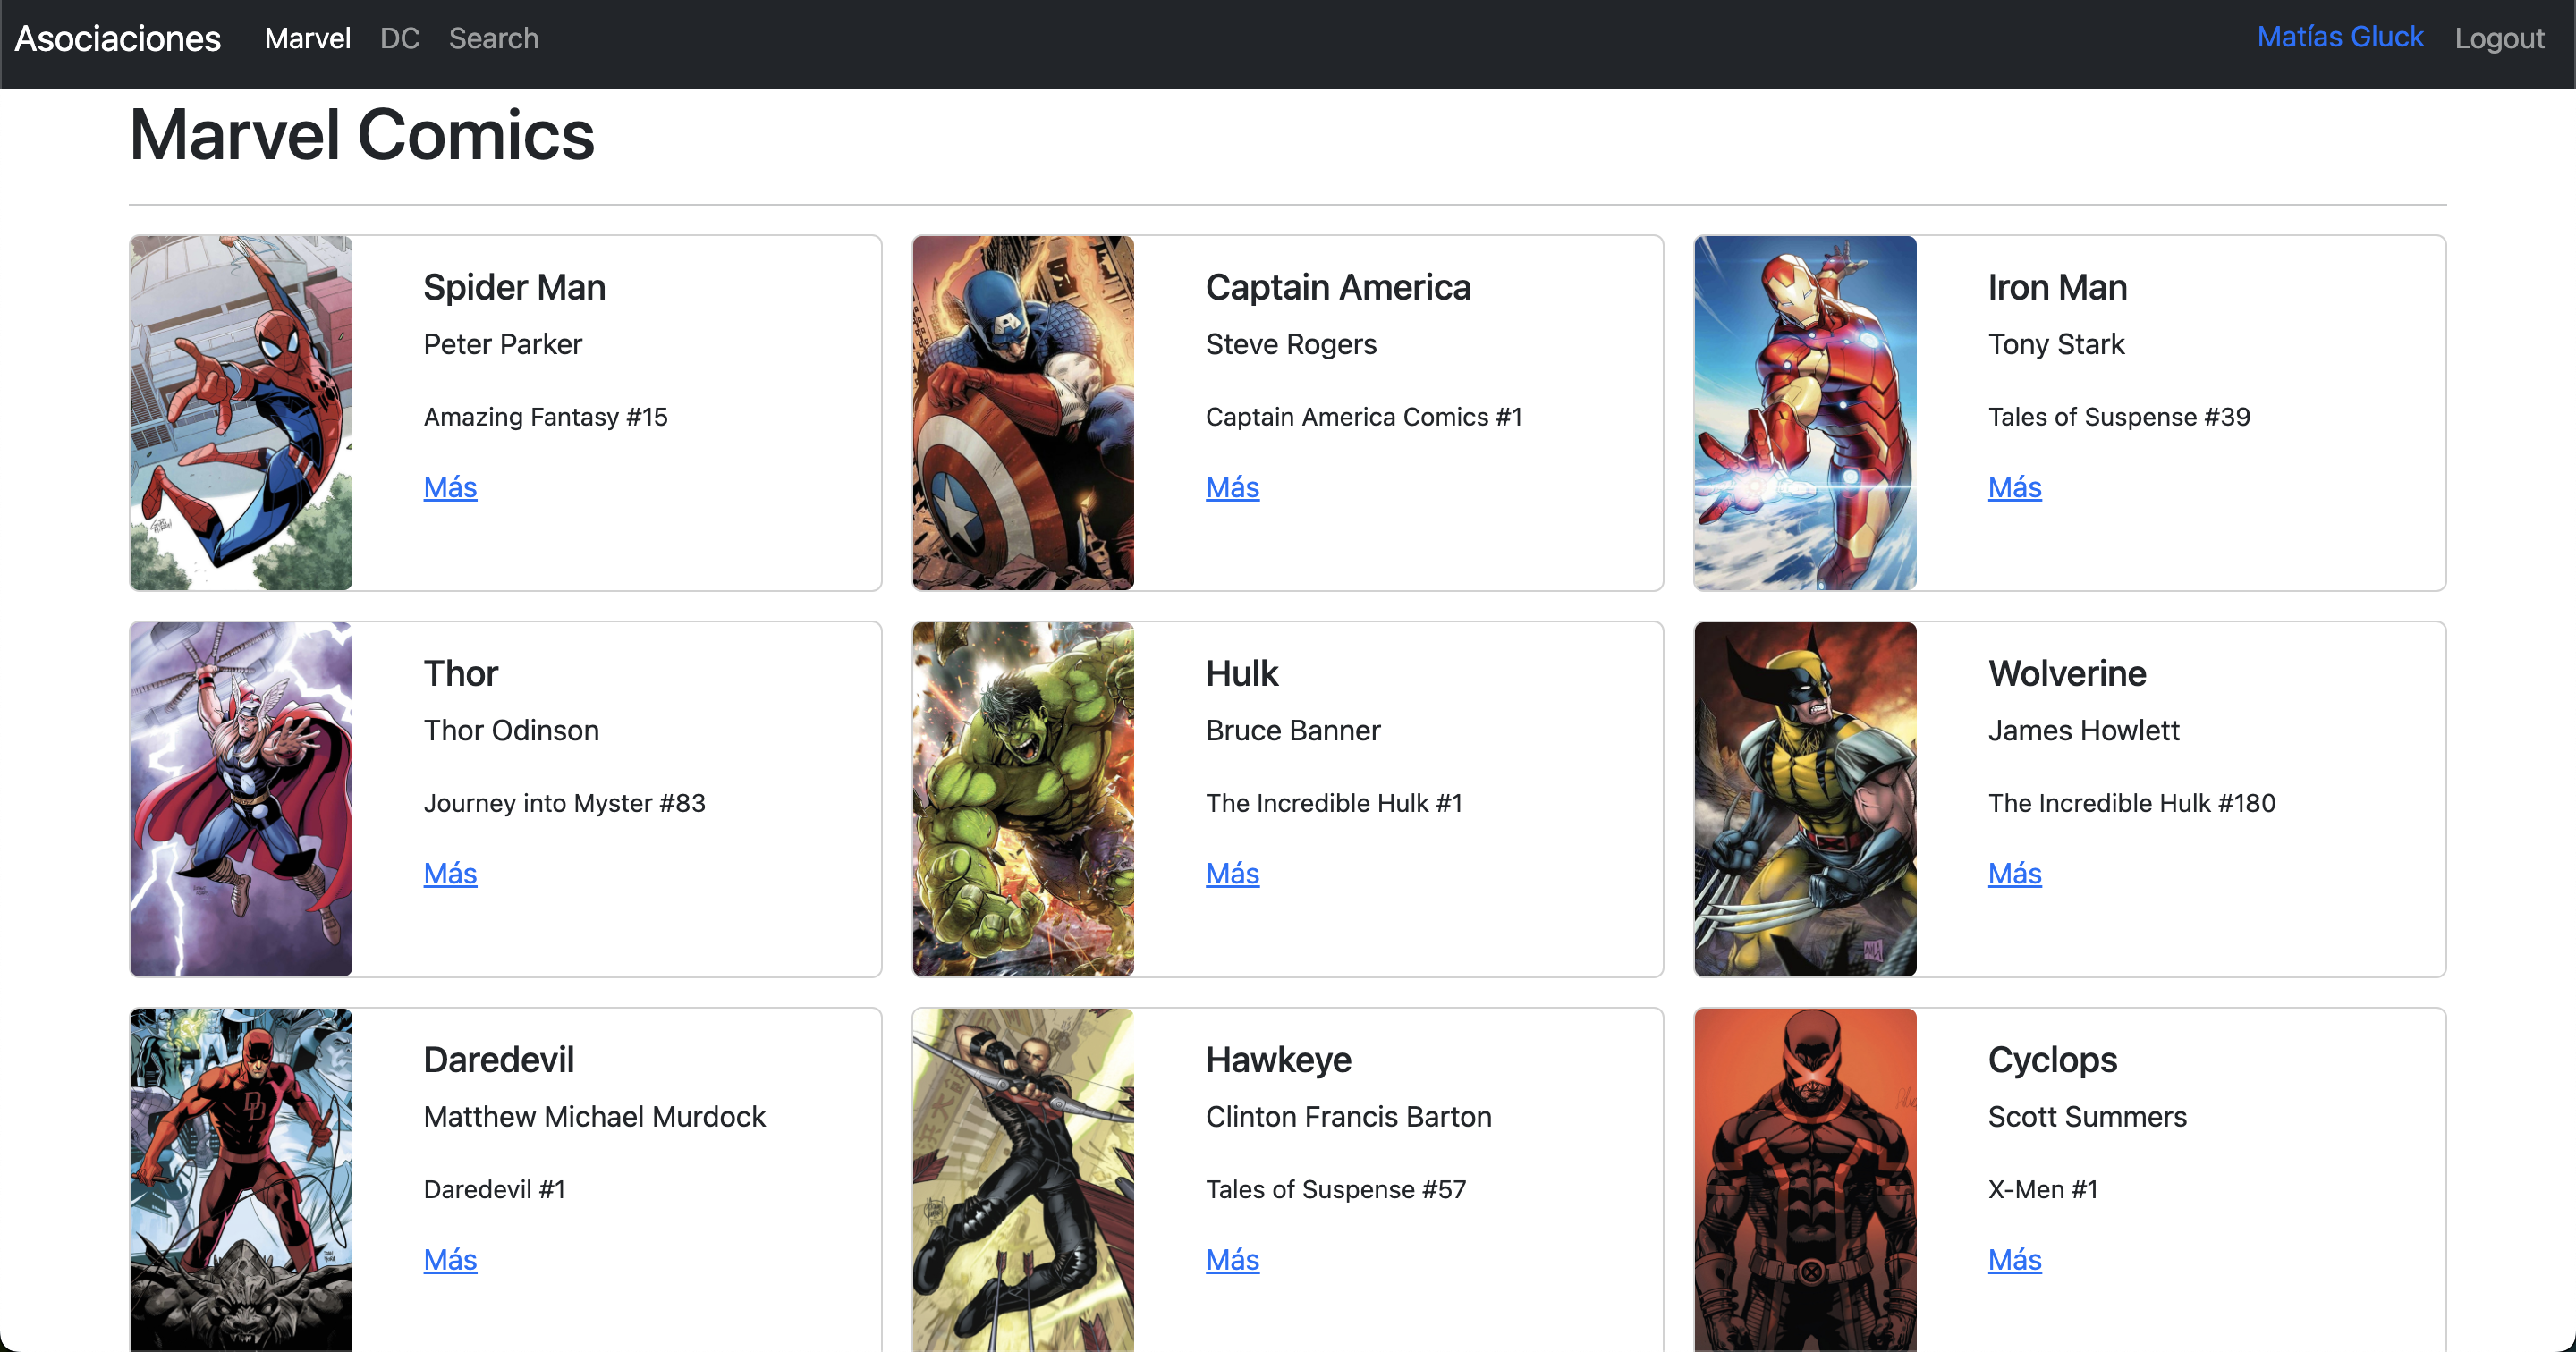 Asociaciones Marvel DC Search Matías Gluck Logout
Marvel Comics
Spider Man
Peter Parker
Amazing Fantasy #15
Más
Captain America
Steve Rogers
Captain America Comics #1
Más
Iron Man
Tony Stark
Tales of Suspense #39
Más
Thor
Thor Odinson
Journey into Myster #83
Más
Hulk
Bruce Banner
The Incredible Hulk #1
Más
Wolverine
James Howlett
The Incredible Hulk #180
Más
Daredevil
Matthew Michael Murdock
Daredevil #1
Más
Hawkeye
Clinton Francis Barton
Tales of Suspense #57
Más
Cyclops
Scott Summers
X-Men #1
Más